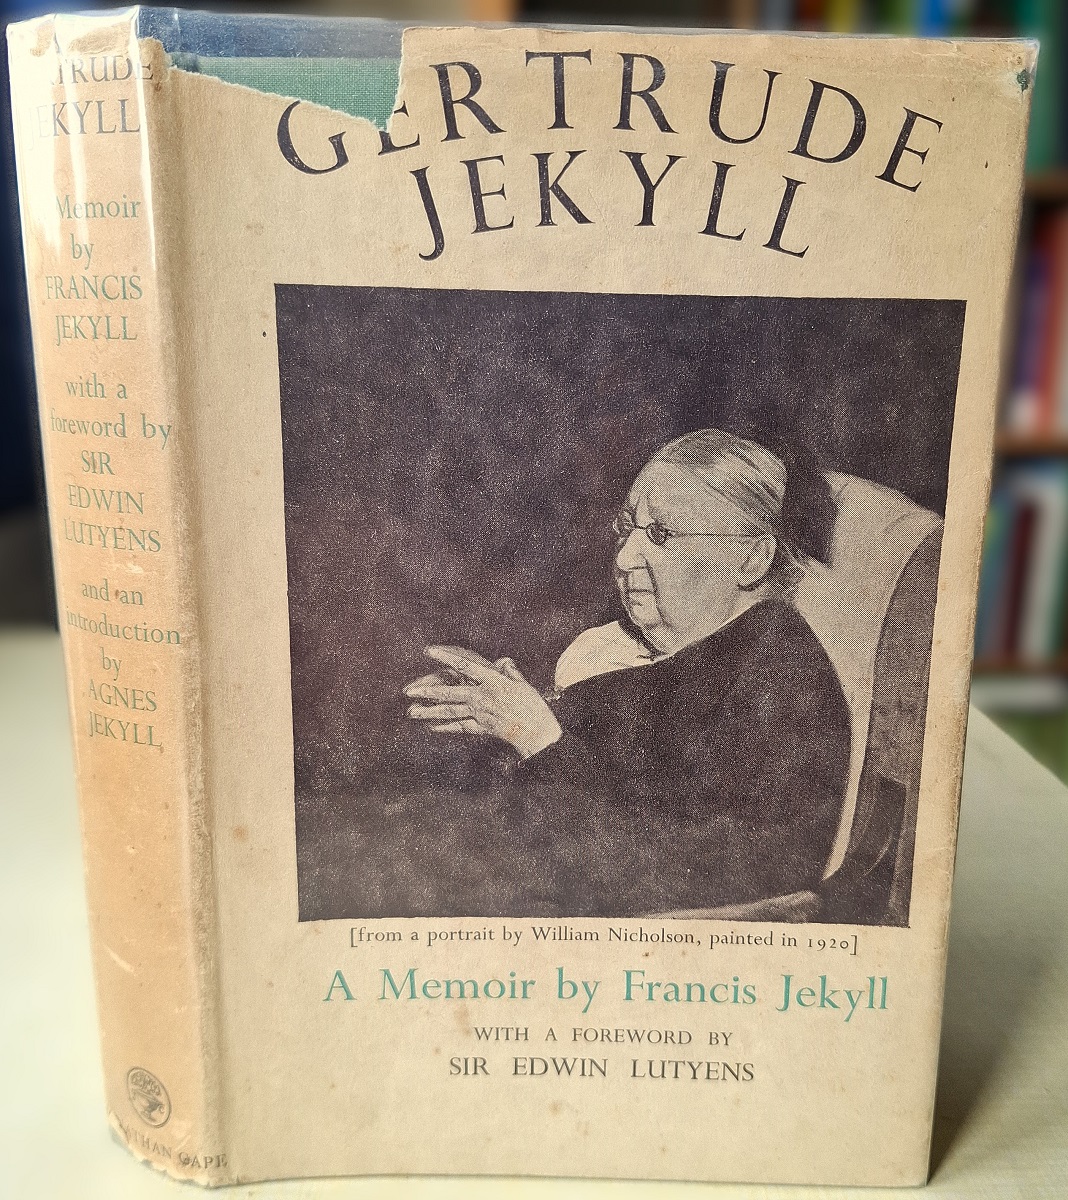 GERTRUDE
JEKYLL
[from a portrait by William Nicholson, painted in 1920]
A Memoir by Francis Jekyll
WITH A FOREWORD BY
SIR EDWIN LUTYENS
TRUDE
JEKYLL
Memoir
by
FRANCIS
JEKYLL
with a
foreword by
SIR
EDWIN
LUTYENS
and an
introduction
by
AGNES
JEKYLL
ATHAN CAPE